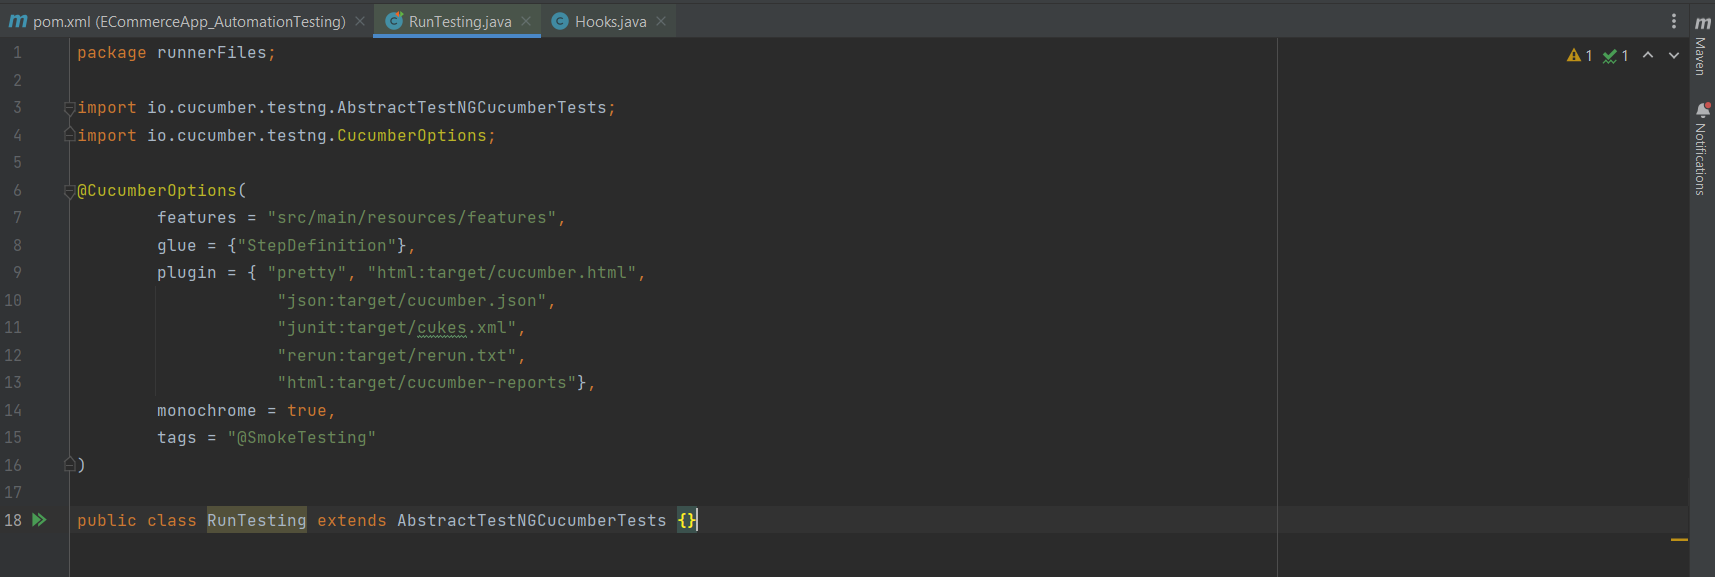 pom.xml (ECommerceApp_AutomationTesting)
RunTesting.java
Hooks.java
1 package runnerFiles;
2
3 import io.cucumber.testng.AbstractTestNGCucumberTests;
4 import io.cucumber.testng.CucumberOptions;
5
6 @CucumberOptions(
7 features = "src/main/resources/features",
8 glue = {"StepDefinition"},
9 plugin = { "pretty", "html:target/cucumber.html",
10 "json:target/cucumber.json",
11 "junit:target/cukes.xml",
12 "rerun:target/rerun.txt",
13 "html:target/cucumber-reports"},
14 monochrome = true,
15 tags = "@SmokeTesting"
16 )
17
18 public class RunTesting extends AbstractTestNGCucumberTests {}
1 1
Maven
Notifications